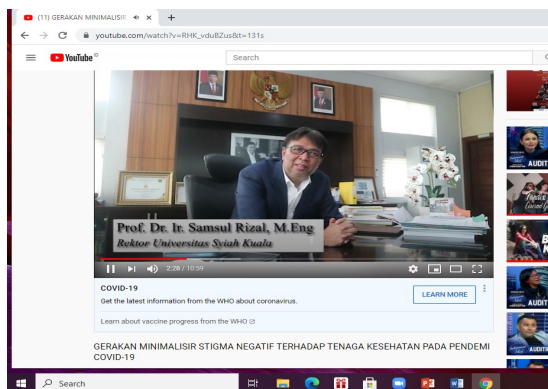 (11) GERAKAN MINIMALISIR
youtube.com/watch?v=RHK_vduBZus&t=131s
YouTube ID
Search
Prof. Dr. Ir. Samsul Rizal, M.Eng
Rektor Universitas Syiah Kuala
2:28 / 10:59
COVID-19
Get the latest information from the WHO about coronavirus.
LEARN MORE
Learn about vaccine progress from the WHO
GERAKAN MINIMALISIR STIGMA NEGATIF TERHADAP TENAGA KESEHATAN PADA PENDEMI
COVID-19
AUDIT
AUDIT
AUDITI
Search